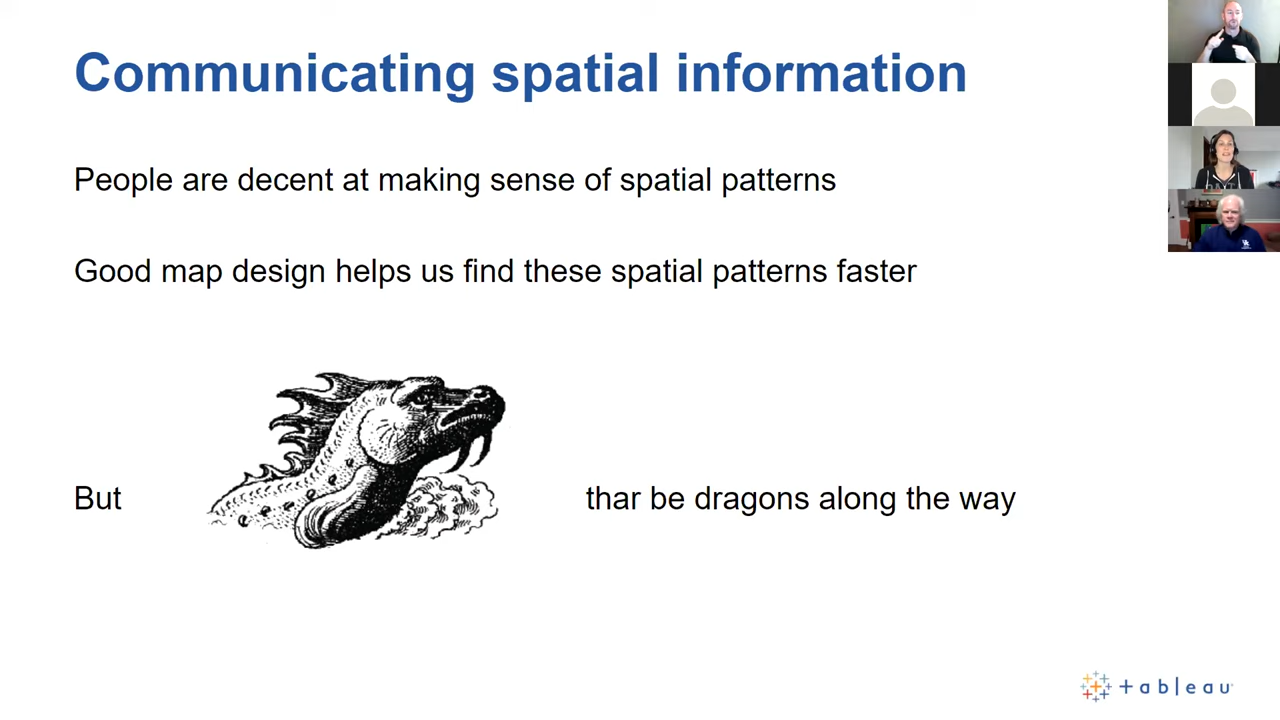 Communicating spatial information
People are decent at making sense of spatial patterns
Good map design helps us find these spatial patterns faster
But thar be dragons along the way
tableau